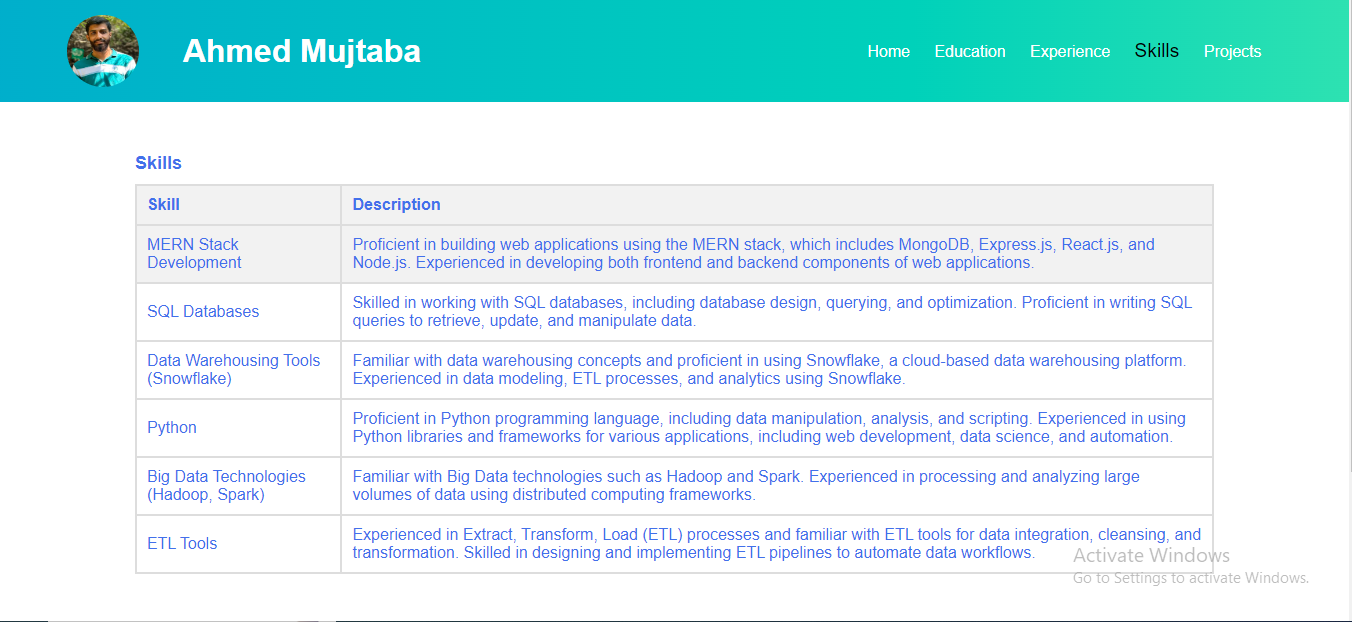 Ahmed Mujtaba
Home Education Experience Skills Projects
Skills
Skill Description
MERN Stack
Development
Proficient in building web applications using the MERN stack, which includes MongoDB, Express.js, React.js, and
Node.js. Experienced in developing both frontend and backend components of web applications.
SQL Databases
Skilled in working with SQL databases, including database design, querying, and optimization. Proficient in writing SQL
queries to retrieve, update, and manipulate data.
Data Warehousing Tools
(Snowflake)
Familiar with data warehousing concepts and proficient in using Snowflake, a cloud-based data warehousing platform.
Experienced in data modeling, ETL processes, and analytics using Snowflake.
Python
Proficient in Python programming language, including data manipulation, analysis, and scripting. Experienced in using
Python libraries and frameworks for various applications, including web development, data science, and automation.
Big Data Technologies
(Hadoop, Spark)
Familiar with Big Data technologies such as Hadoop and Spark. Experienced in processing and analyzing large
volumes of data using distributed computing frameworks.
ETL Tools
Experienced in Extract, Transform, Load (ETL) processes and familiar with ETL tools for data integration, cleansing, and
transformation. Skilled in designing and implementing ETL pipelines to automate data workflows.
Activate Windows
Go to Settings to activate Windows.